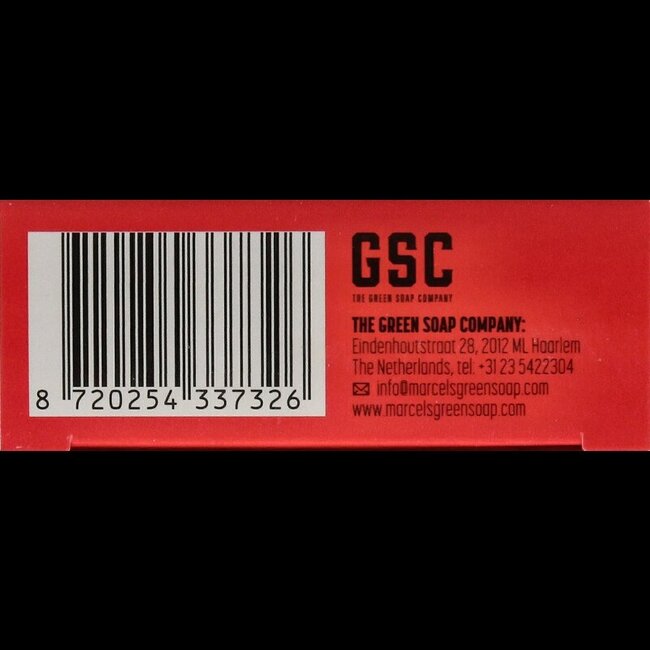 8 720254 337326
GSC
THE GREEN SOAP COMPANY
THE GREEN SOAP COMPANY:
Eindenhoutstraat 28, 2012 ML Haarlem
The Netherlands, tel. +31 23 5422304
info@marcelsgreensoap.com
www.marcelsgreensoap.com